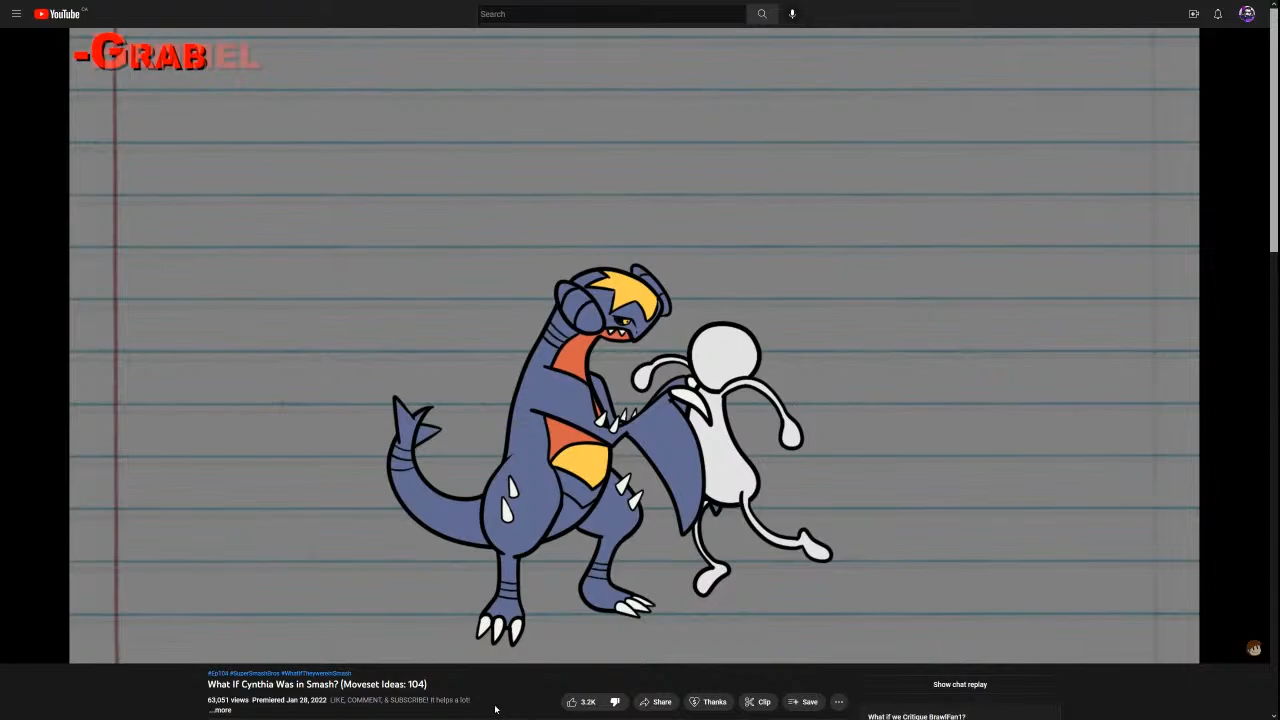 YouTube CA
Search
-GRAB
#Ep104 #SuperSmashBros #WhatIfTheywereinSmash
What If Cynthia Was in Smash? (Moveset Ideas: 104)
63,051 views Premiered Jan 28, 2022 LIKE, COMMENT, & SUBSCRIBE! It helps a lot!
...more
3.2K
Share
Thanks
Clip
Save
Show chat replay
What if we Critique BrawlFan1?